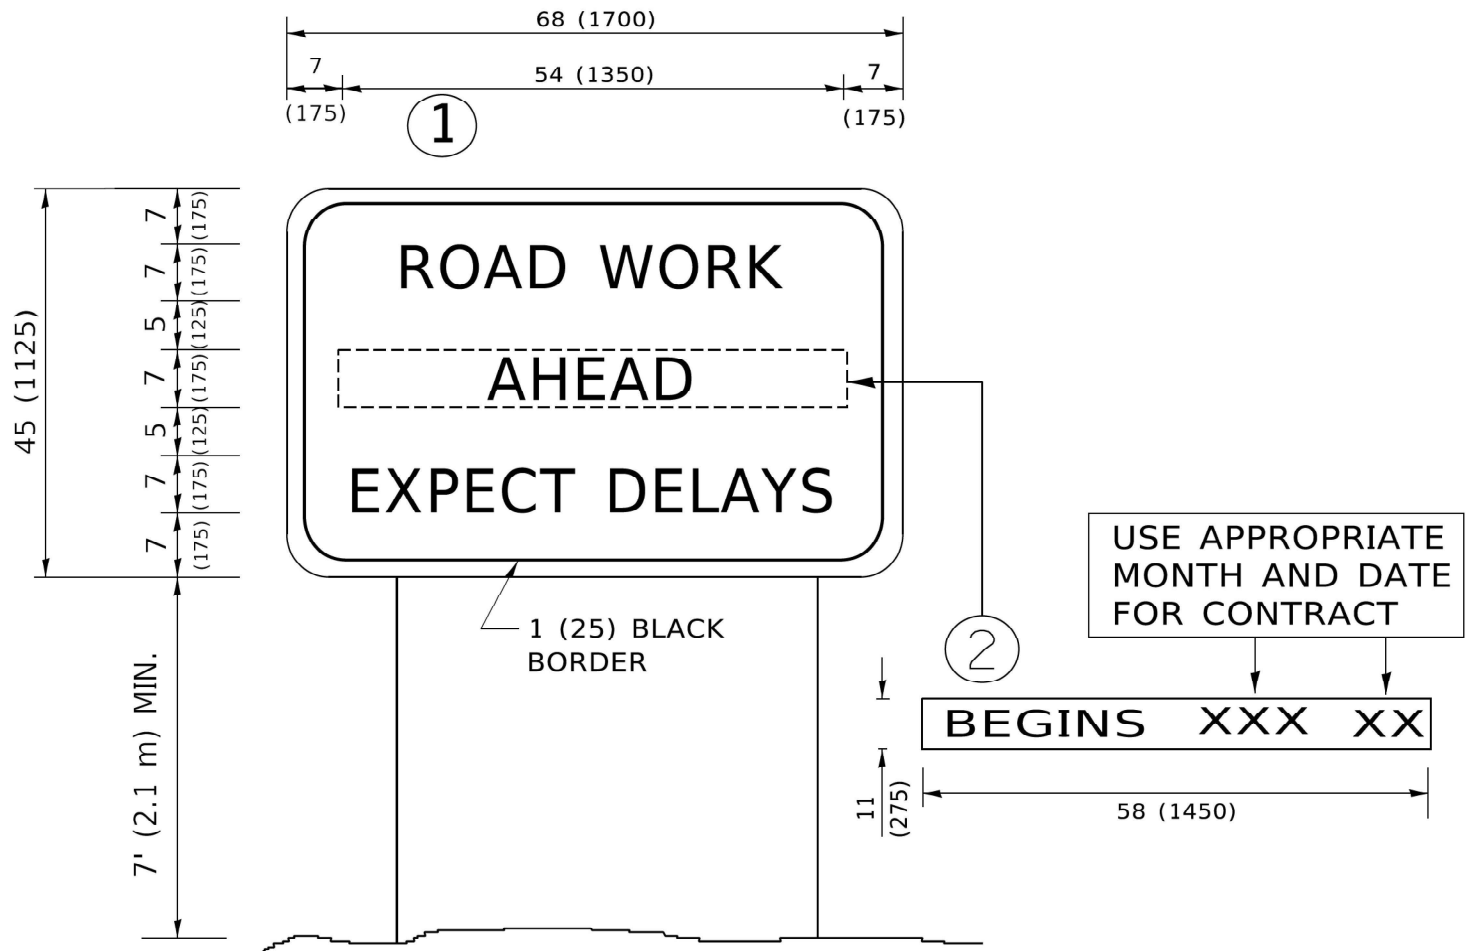 68 (1700)
7
54 (1350)
7
(175)
(175)
1
7
(175)
7
(175)
5
(125)
7
(175)
5
(125)
7
(175)
7
(175)
45 (1125)
ROAD WORK
AHEAD
EXPECT DELAYS
1 (25) BLACK
BORDER
7' (2.1 m) MIN.
USE APPROPRIATE
MONTH AND DATE
FOR CONTRACT
2
BEGINS XXX XX
11
(275)
58 (1450)